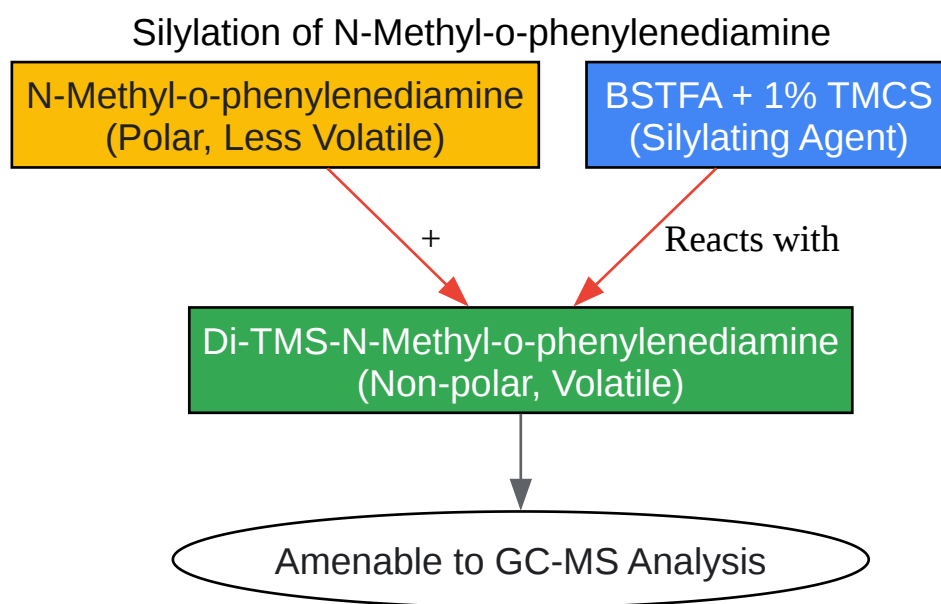 Silylation of N-Methyl-o-phenylenediamine
N-Methyl-o-phenylenediamine
(Polar, Less Volatile)
BSTFA + 1% TMCS
(Silylating Agent)
+
Reacts with
Di-TMS-N-Methyl-o-phenylenediamine
(Non-polar, Volatile)
Amenable to GC-MS Analysis